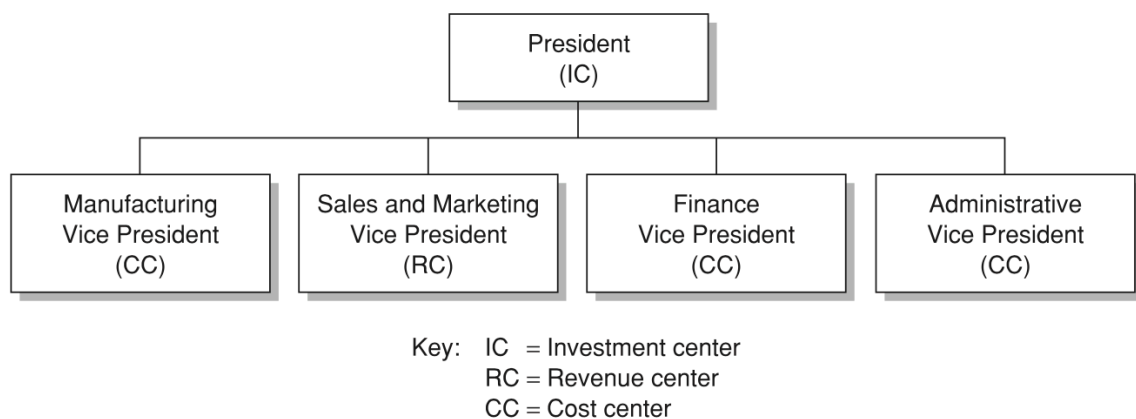 President
(IC)
Manufacturing
Vice President
(CC)
Sales and Marketing
Vice President
(RC)
Finance
Vice President
(CC)
Administrative
Vice President
(CC)
Key: IC = Investment center
RC = Revenue center
CC = Cost center